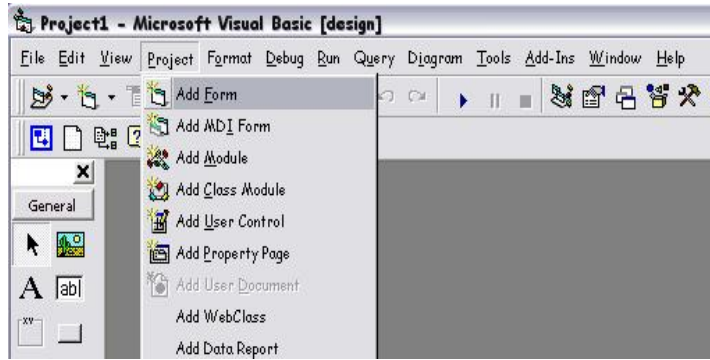 Project1 - Microsoft Visual Basic [design]
File Edit View Project Format Debug Run Query Diagram Tools Add-Ins Window Help
Add Form
Add MDI Form
Add Module
Add Class Module
General
Add User Control
Add Property Page
A ab
Add User Document
XY
Add WebClass
Add Data Report